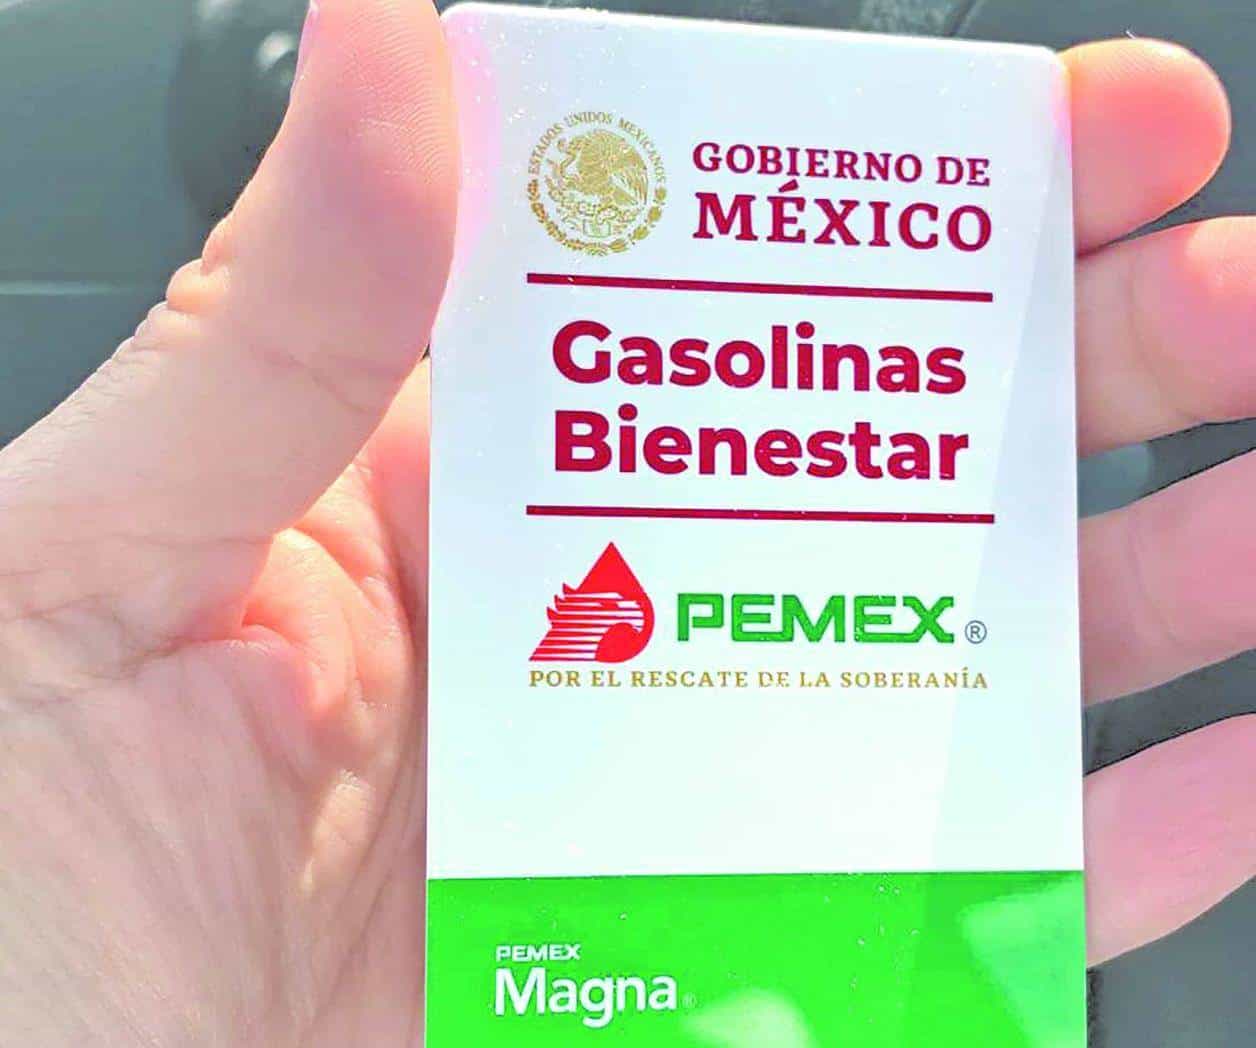 ESTADOS UNIDOS MEXICANOS
GOBIERNO DE
MÉXICO
Gasolinas
Bienestar
PEMEX®
POR EL RESCATE DE LA SOBERANÍA
PEMEX
Magna®